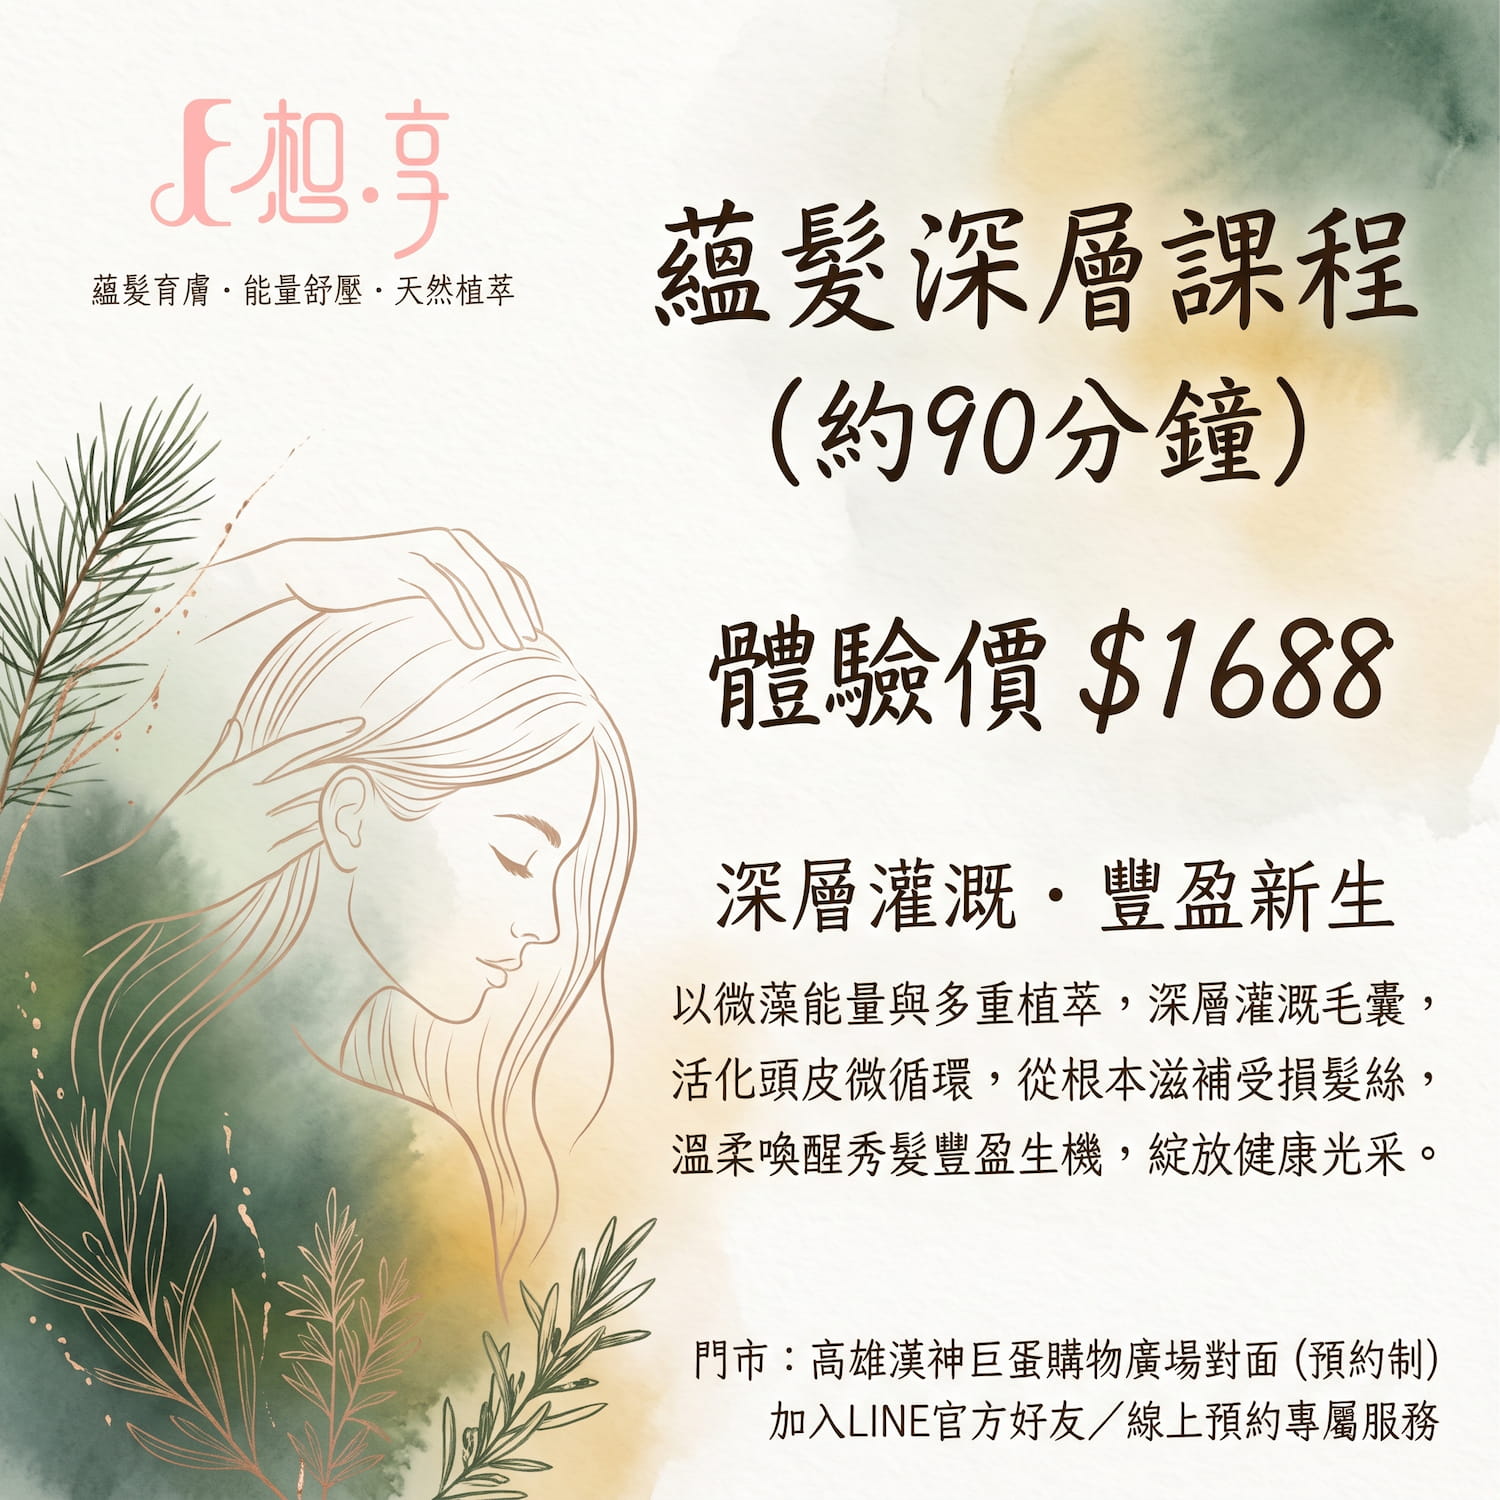 想·享
蘊髮育膚・能量舒壓・天然植萃
蘊髮深層課程
(約90分鐘)
體驗價 $1688
深層灌溉・豐盈新生
以微藻能量與多重植萃，深層灌溉毛囊，
活化頭皮微循環，從根本滋補受損髮絲，
溫柔喚醒秀髮豐盈生機，綻放健康光采。
門市：高雄漢神巨蛋購物廣場對面 (預約制)
加入LINE官方好友／線上預約專屬服務